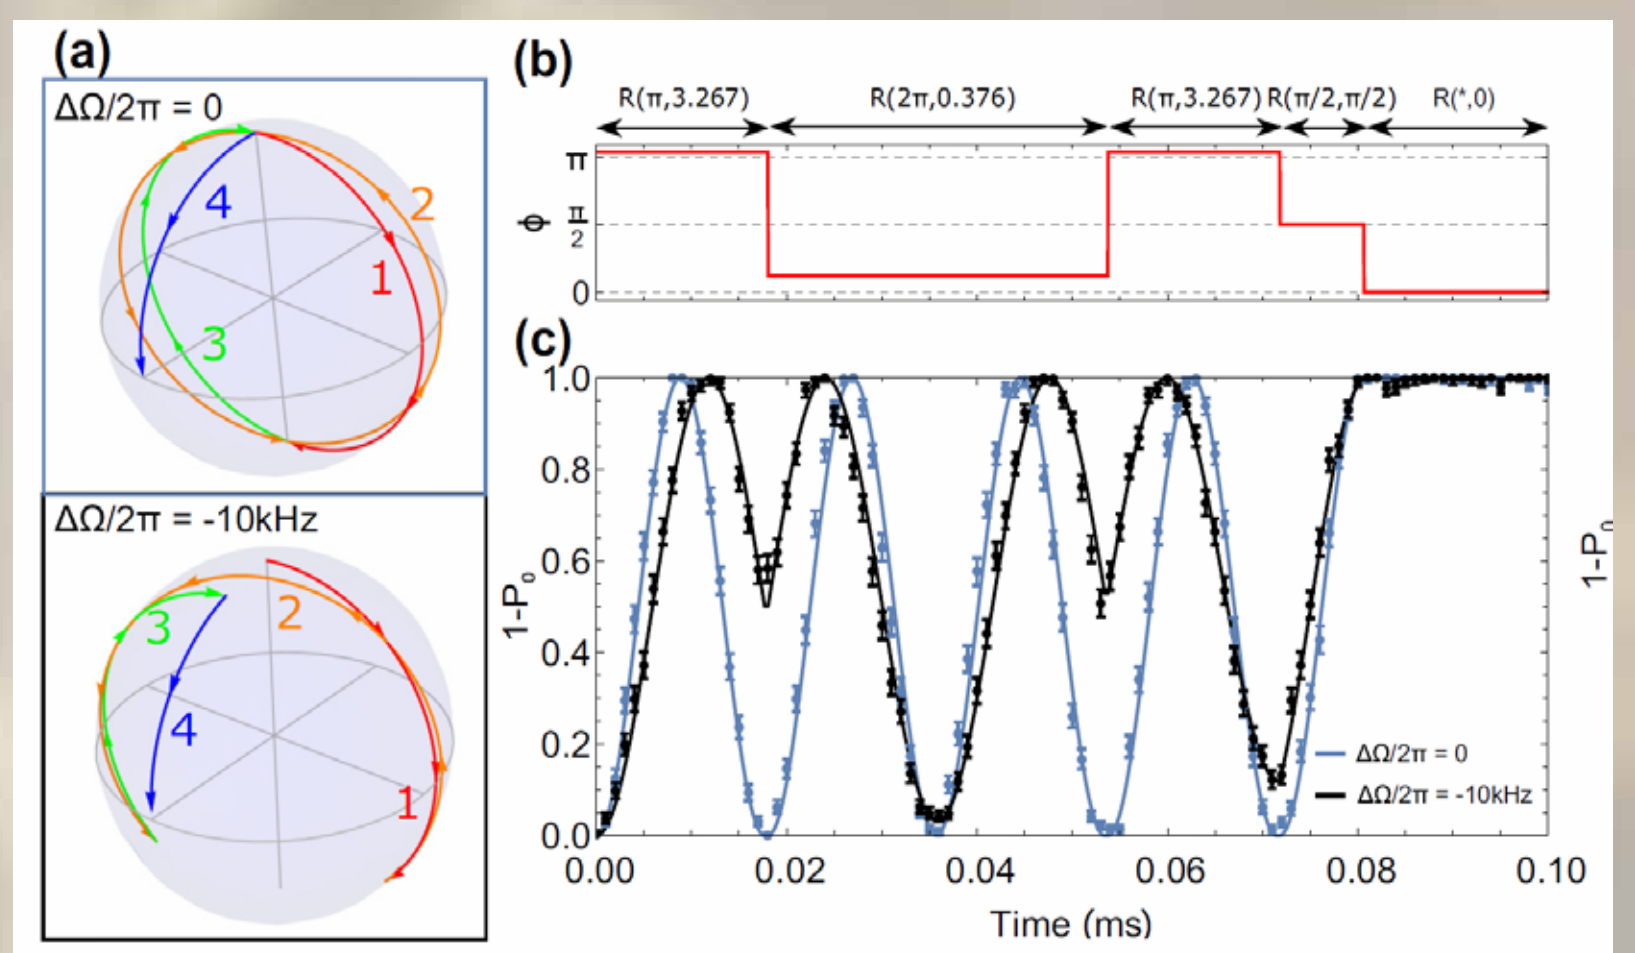 (a)
ΔΩ/2π = 0
4
2
1
3
ΔΩ/2π = -10kHz
2
3
4
1
(b)
R(π,3.267) R(2π,0.376) R(π,3.267) R(π/2,π/2) R(*,0)
π
π/2
0
ϕ
(c)
1.0
0.8
0.6
0.4
0.2
0.0
1-P₀
1-P₀
ΔΩ/2π = 0
ΔΩ/2π = -10kHz
0.00 0.02 0.04 0.06 0.08 0.10
Time (ms)